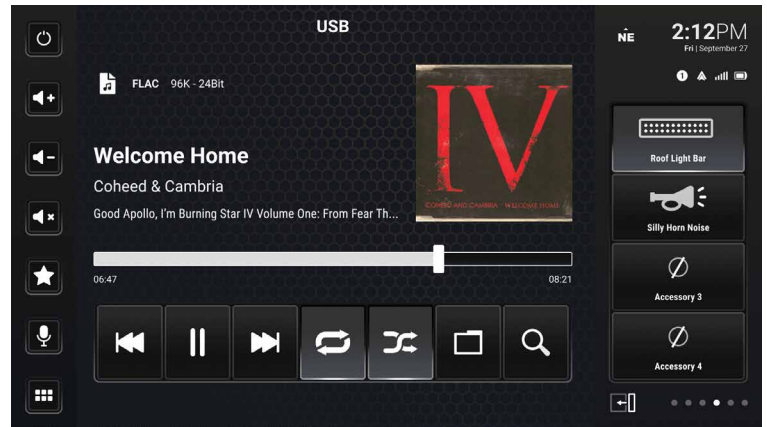 USB
FLAC 96K - 24Bit
Welcome Home
Coheed & Cambria
Good Apollo, I'm Burning Star IV Volume One: From Fear Th...
IV
COHEED AND CAMBRIA WELCOME HOME
06:47
08:21
NE
2:12PM
Fri | September 27
1
Roof Light Bar
Silly Horn Noise
Accessory 3
Accessory 4